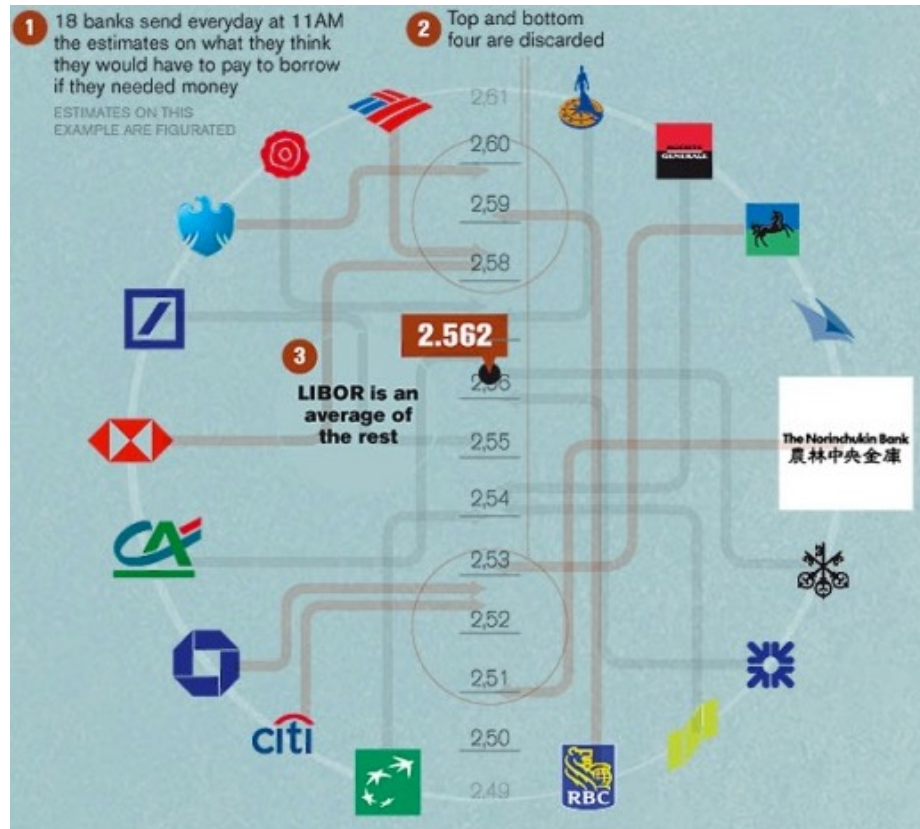 1
18 banks send everyday at 11AM
the estimates on what they think
they would have to pay to borrow
if they needed money
ESTIMATES ON THIS
EXAMPLE ARE FIGURATED
2
Top and bottom
four are discarded
2,61
2,60
2,59
2,58
2.562
2,56
3
LIBOR is an
average of
the rest
2,55
2,54
2,53
2,52
2,51
2,50
2.49
GENERALE
The Norinchukin Bank
農林中央金庫
CA
citi
RBC